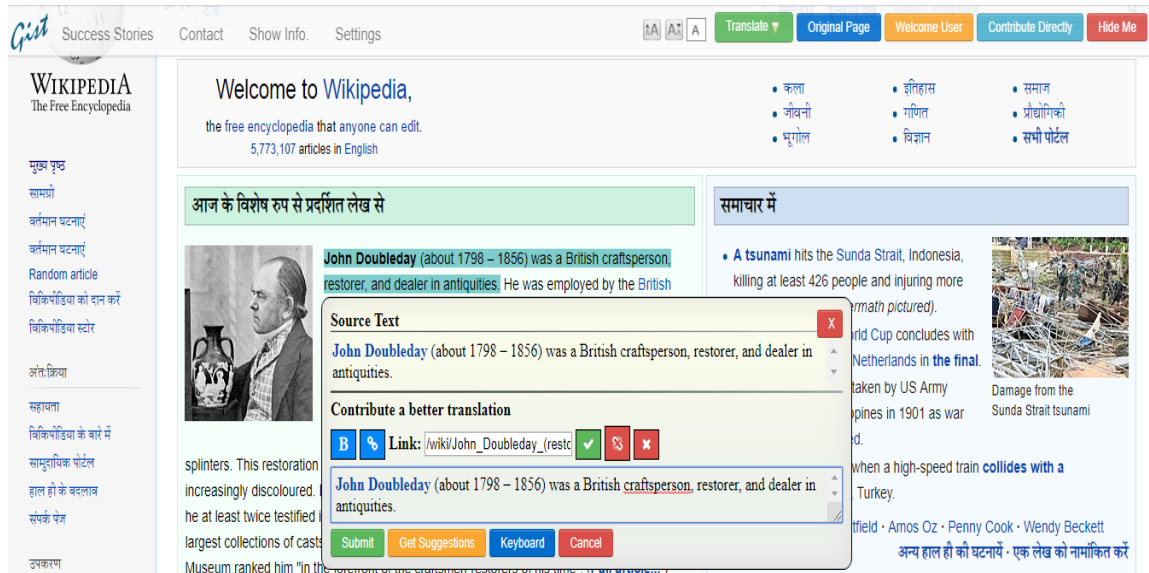 Gist Success Stories Contact Show Info. Settings A A A Translate Original Page Welcome User Contribute Directly Hide Me
WIKIPEDIA
The Free Encyclopedia
मुख्य पृष्ठ
सामग्री
वर्तमान घटनाएं
वर्तमान घटनाएं
Random article
विकिपीडिया को दान करें
विकिपीडिया स्टोर
अंतःक्रिया
सहायता
विकिपीडिया के बारे में
सामुदायिक पोर्टल
हाल ही के बदलाव
संपर्क पेज
उपकरण
Welcome to Wikipedia,
the free encyclopedia that anyone can edit.
5,773,107 articles in English
कला
जीवनी
भूगोल
इतिहास
गणित
विज्ञान
समाज
प्रौद्योगिकी
सभी पोर्टल
आज के विशेष रुप से प्रदर्शित लेख से
John Doubleday (about 1798 – 1856) was a British craftsperson,
restorer, and dealer in antiquities. He was employed by the British
splinters. This restoration
increasingly discoloured.
he at least twice testified
largest collections of casts
Museum ranked him "in the forefront of the craftsmen restorers of his time".
Source Text X
John Doubleday (about 1798 – 1856) was a British craftsperson, restorer, and dealer in
antiquities.
Contribute a better translation
B Link: /wiki/John_Doubleday_(resto
John Doubleday (about 1798 – 1856) was a British craftsperson, restorer, and dealer in
antiquities.
Submit Get Suggestions Keyboard Cancel
समाचार में
A tsunami hits the Sunda Strait, Indonesia,
killing at least 426 people and injuring more
ermath pictured).
rld Cup concludes with
Netherlands in the final.
taken by US Army
ppines in 1901 as war
ed.
when a high-speed train collides with a
, Turkey.
Damage from the
Sunda Strait tsunami
tfield · Amos Oz · Penny Cook · Wendy Beckett
अन्य हाल ही की घटनायें · एक लेख को नामांकित करें